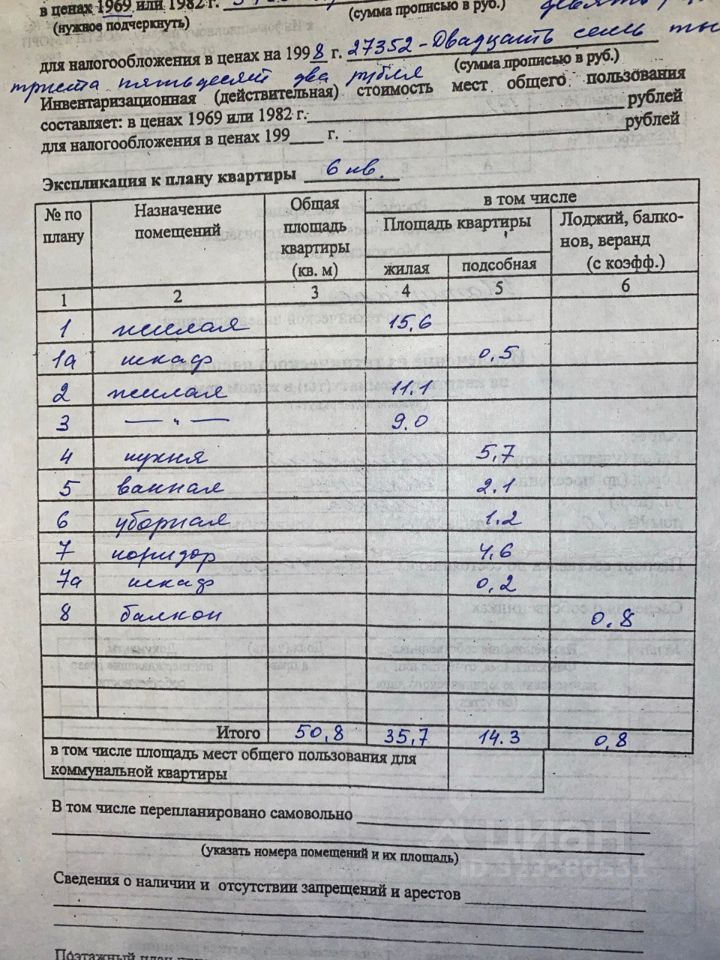 в ценах 1969 или 1982 г.
(нужное подчеркнуть) (сумма прописью в руб.)
для налогообложения в ценах на 1998 г. 27352 - Двадцать семь ты
триста пятьдесят два рубля (сумма прописью в руб.)
Инвентаризационная (действительная) стоимость мест общего пользования
составляет: в ценах 1969 или 1982 г. рублей
для налогообложения в ценах 199 г. рублей
Экспликация к плану квартиры 6 кв.
№ по плану Назначение помещений Общая площадь квартиры (кв. м) в том числе
Площадь квартиры Лоджий, балконов, веранд (с коэфф.)
жилая подсобная
1 2 3 4 5 6
1 жилая 15,6
1а шкаф 0,5
2 жилая 11.1
3 — " — 9.0
4 кухня 5,7
5 ванная 2.1
6 уборная 1.2
7 коридор 4,6
7а шкаф 0,2
8 балкон 0,8
Итого 50,8 35,7 14.3 0,8
в том числе площадь мест общего пользования для
коммунальной квартиры
В том числе перепланировано самовольно
(указать номера помещений и их площадь)
Сведения о наличии и отсутствии запрещений и арестов
Поэтажный план
циан